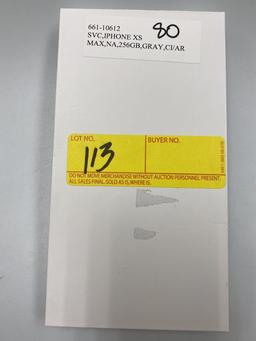 661-10612
80
SVC,IPHONE XS
MAX,NA,256GB,GRAY,CI/AR
LOT NO.
BUYER NO.
113
DO NOT MOVE MERCHANDISE WITHOUT AUCTION PERSONNEL PRESENT.
ALL SALES FINAL. SOLD AS IS, WHERE IS.